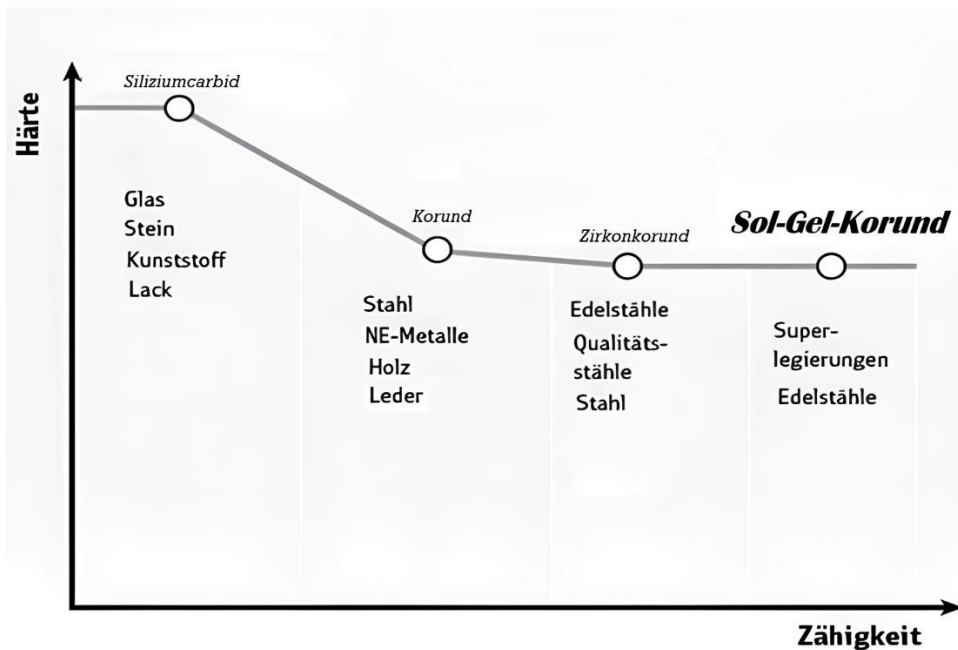 Härte
Siliziumcarbid
Glas
Stein
Kunststoff
Lack
Korund
Stahl
NE-Metalle
Holz
Leder
Zirkonkorund
Edelstähle
Qualitäts-
stähle
Stahl
Sol-Gel-Korund
Super-
legierungen
Edelstähle
Zähigkeit